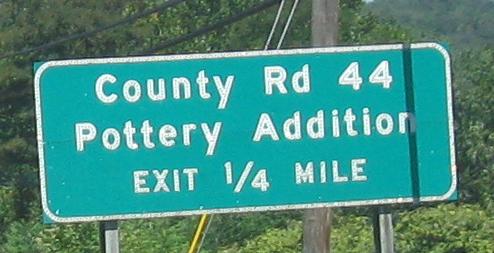 County Rd 44
Pottery Addition
EXIT 1/4 MILE